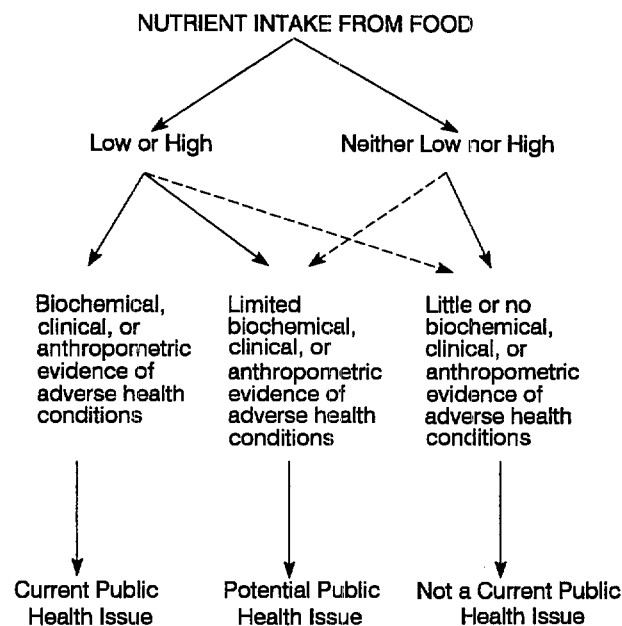 NUTRIENT INTAKE FROM FOOD
Low or High
Neither Low nor High
Biochemical,
clinical, or
anthropometric
evidence of
adverse health
conditions
Limited
biochemical,
clinical, or
anthropometric
evidence of
adverse health
conditions
Little or no
biochemical,
clinical, or
anthropometric
evidence of
adverse health
conditions
Current Public
Health Issue
Potential Public
Health Issue
Not a Current Public
Health Issue